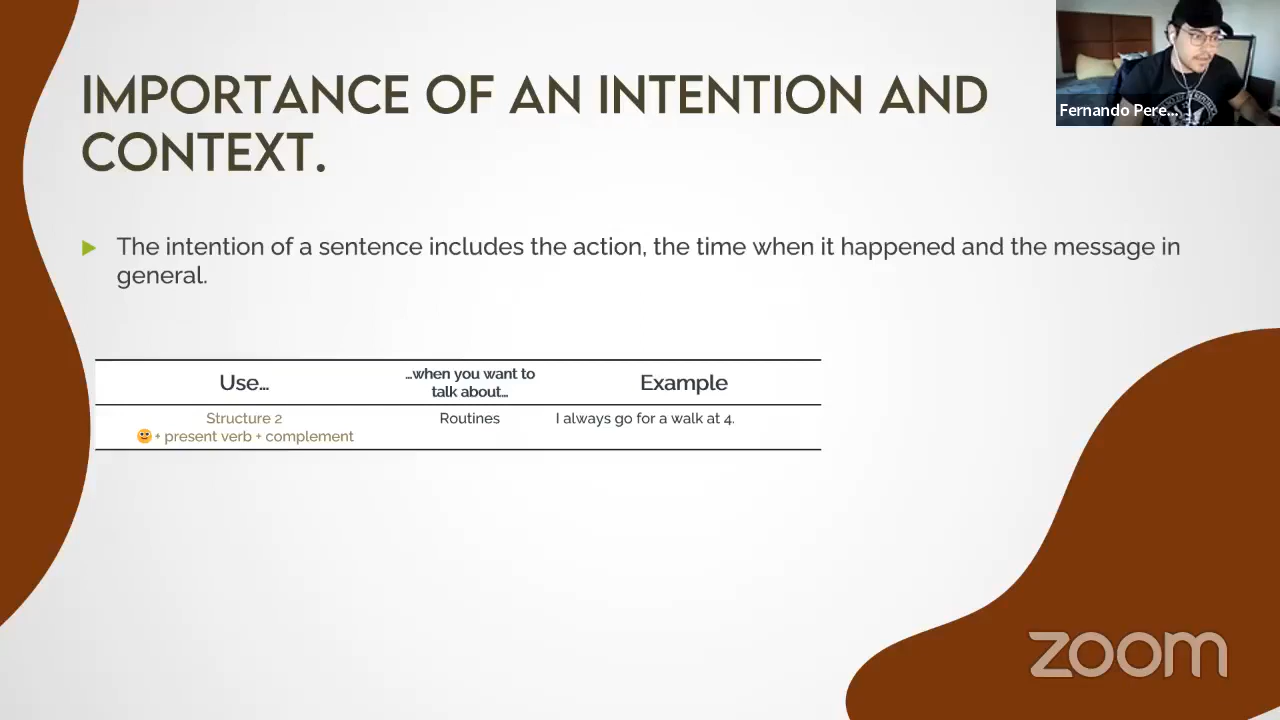 IMPORTANCE OF AN INTENTION AND
CONTEXT.
Fernando Pere...
The intention of a sentence includes the action, the time when it happened and the message in
general.
Use...
...when you want to
talk about...
Example
Structure 2
+ present verb + complement
Routines
I always go for a walk at 4.
zoom